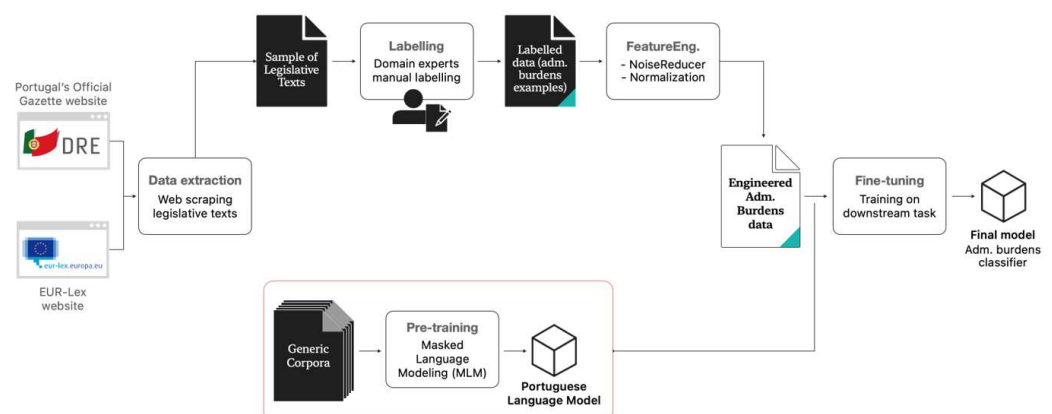 Portugal's Official
Gazette website
DRE
eur-lex.europa.eu
EUR-Lex
website
Data extraction
Web scraping
legislative texts
Sample of
Legislative
Texts
Labelling
Domain experts
manual labelling
Labelled
data (adm.
burdens
examples)
FeatureEng.
- NoiseReducer
- Normalization
Engineered
Adm.
Burdens
data
Fine-tuning
Training on
downstream task
Final model
Adm. burdens
classifier
Generic
Corpora
Pre-training
Masked
Language
Modeling (MLM)
Portuguese
Language Model